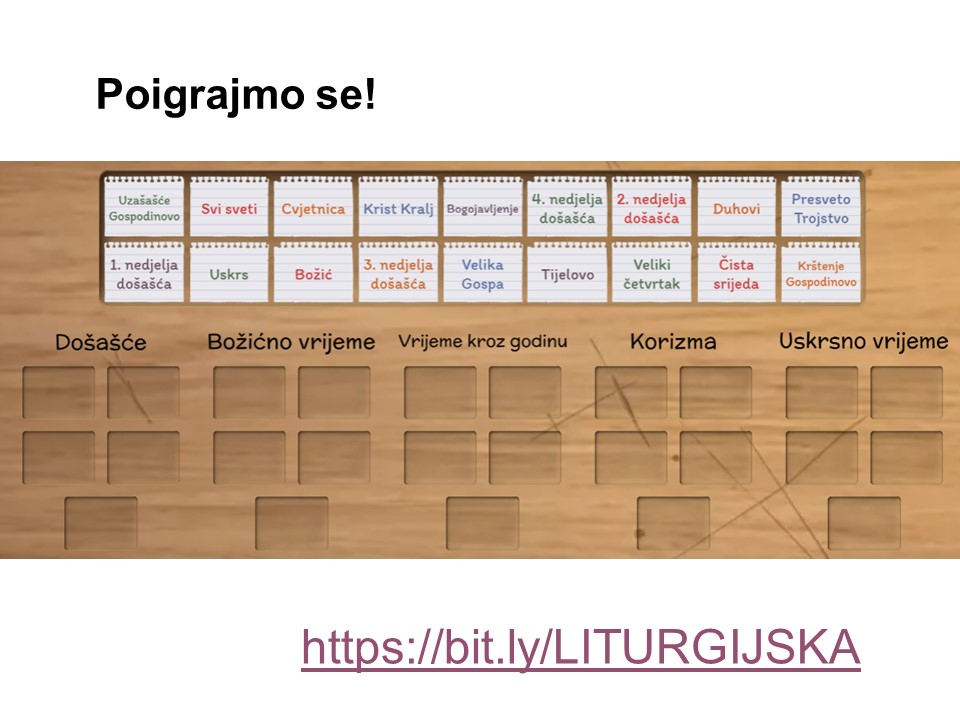 Poigrajmo se!
Uzašašće
Gospodinovo
Svi sveti
Cvjetnica
Krist Kralj
Bogojavljenje
4. nedjelja
došašća
2. nedjelja
došašća
Duhovi
Presveto
Trojstvo
1. nedjelja
došašća
Uskrs
Božić
3. nedjelja
došašća
Velika
Gospa
Tijelovo
Veliki
četvrtak
Čista
srijeda
Krštenje
Gospodinovo
Došašće
Božićno vrijeme
Vrijeme kroz godinu
Korizma
Uskrsno vrijeme
https://bit.ly/LITURGIJSKA